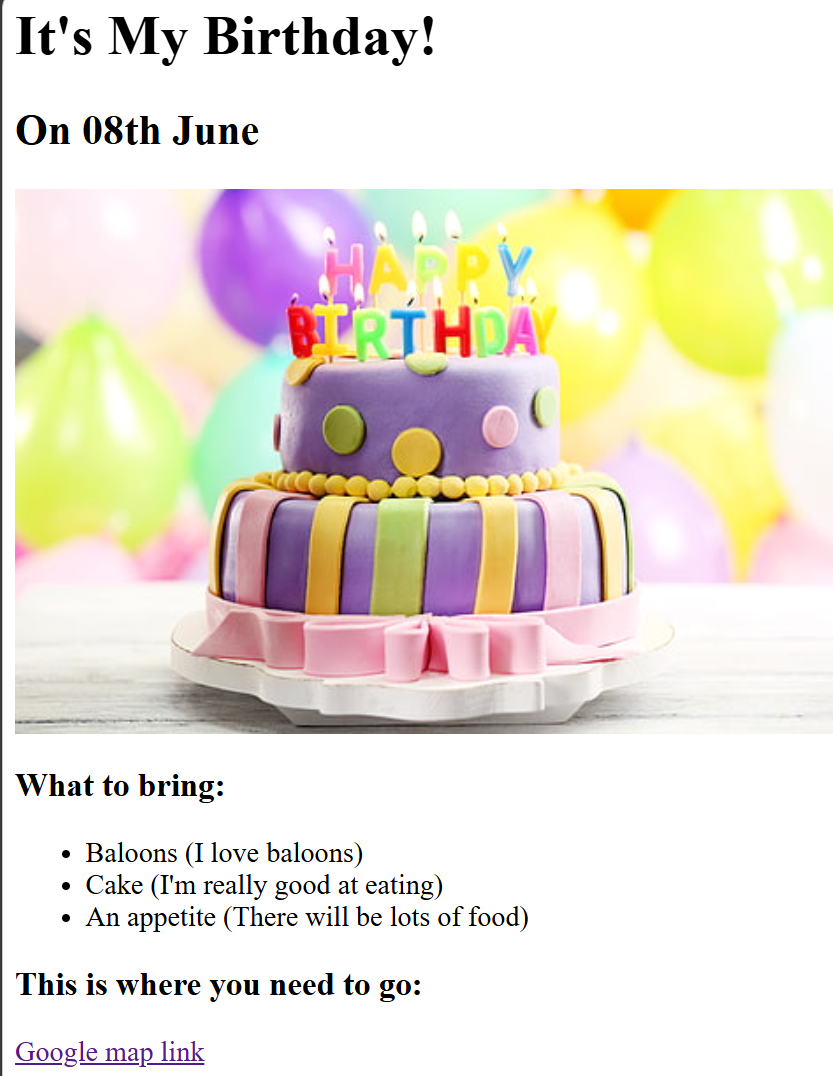 It's My Birthday!
On 08th June
HAPPY
BIRTHDAY
What to bring:
Baloons (I love baloons)
Cake (I'm really good at eating)
An appetite (There will be lots of food)
This is where you need to go:
Google map link